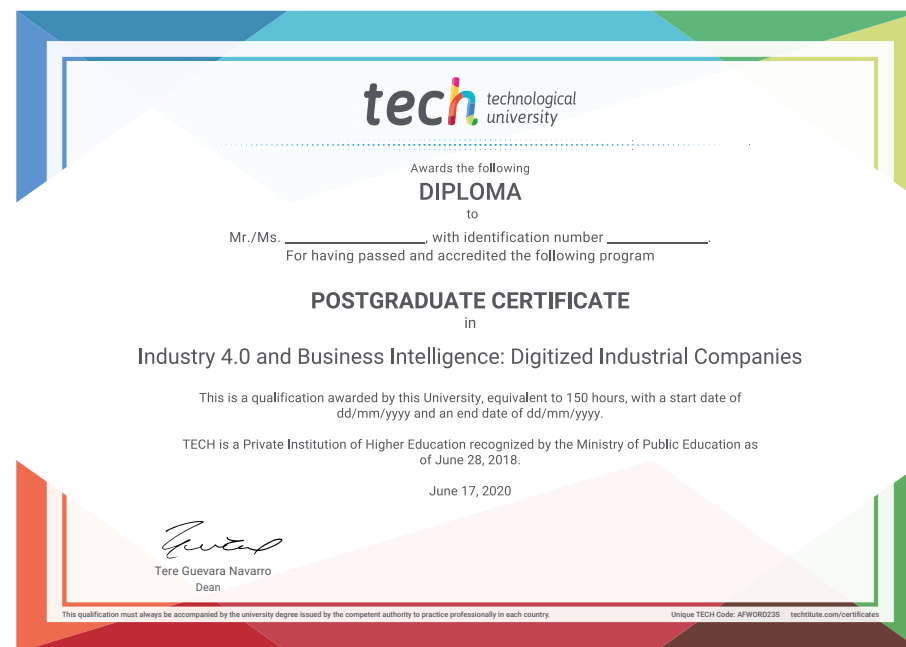 tech technological
university
Awards the following
DIPLOMA
to
Mr./Ms. ____________, with identification number ____________.
For having passed and accredited the following program
POSTGRADUATE CERTIFICATE
in
Industry 4.0 and Business Intelligence: Digitized Industrial Companies
This is a qualification awarded by this University, equivalent to 150 hours, with a start date of
dd/mm/yyyy and an end date of dd/mm/yyyy.
TECH is a Private Institution of Higher Education recognized by the Ministry of Public Education as
of June 28, 2018.
June 17, 2020
Tere Guevara Navarro
Dean
This qualification must always be accompanied by the university degree issued by the competent authority to practice professionally in each country. Unique TECH Code: AFWORD23S techtitute.com/certificates